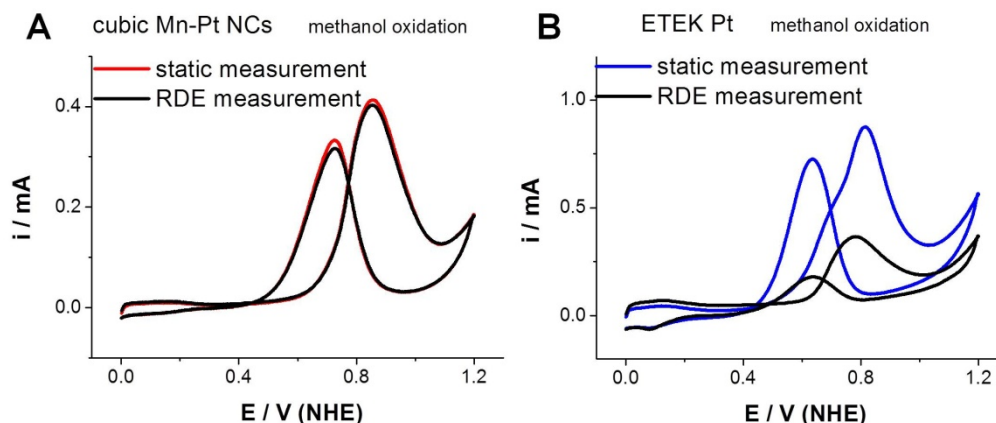 A cubic Mn-Pt NCs methanol oxidation
static measurement
RDE measurement
i / mA
0.4
0.2
0.0
0.0 0.4 0.8 1.2
E / V (NHE)
B ETEK Pt methanol oxidation
static measurement
RDE measurement
i / mA
1.0
0.5
0.0
0.0 0.4 0.8 1.2
E / V (NHE)